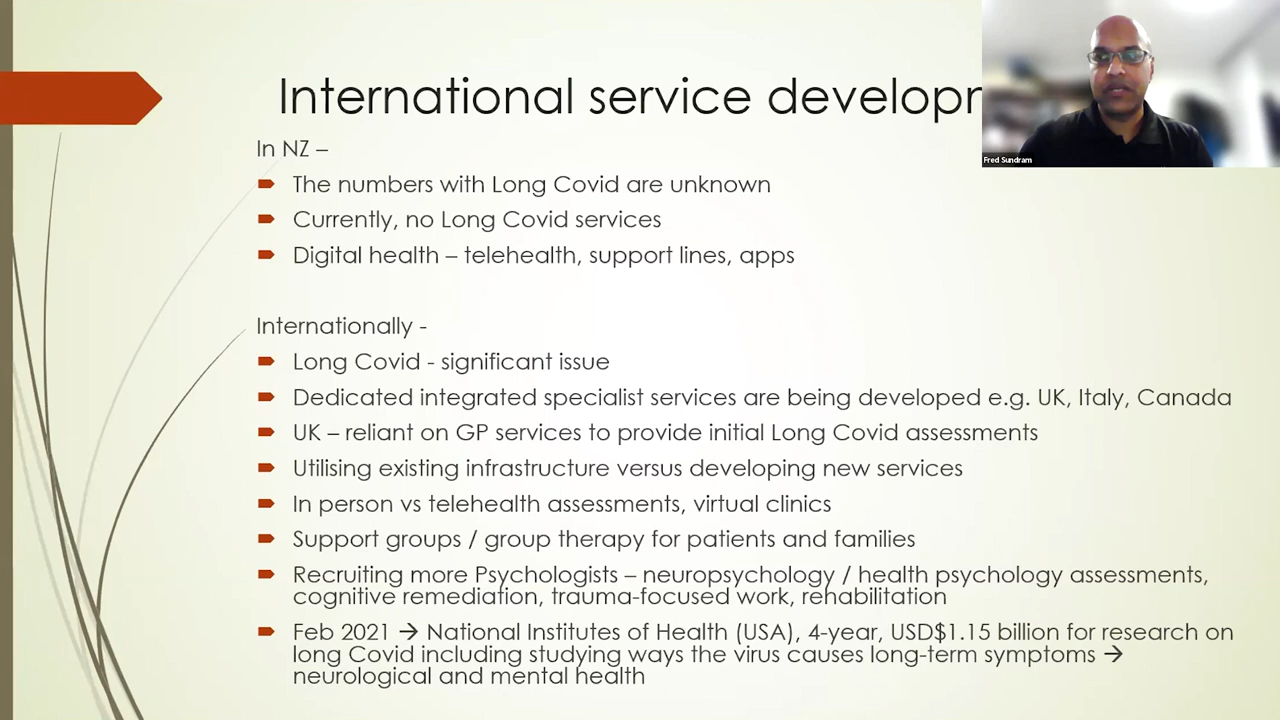 International service developm
Fred Sundram
In NZ –
The numbers with Long Covid are unknown
Currently, no Long Covid services
Digital health – telehealth, support lines, apps
Internationally -
Long Covid - significant issue
Dedicated integrated specialist services are being developed e.g. UK, Italy, Canada
UK – reliant on GP services to provide initial Long Covid assessments
Utilising existing infrastructure versus developing new services
In person vs telehealth assessments, virtual clinics
Support groups / group therapy for patients and families
Recruiting more Psychologists – neuropsychology / health psychology assessments,
cognitive remediation, trauma-focused work, rehabilitation
Feb 2021 → National Institutes of Health (USA), 4-year, USD$1.15 billion for research on
long Covid including studying ways the virus causes long-term symptoms →
neurological and mental health